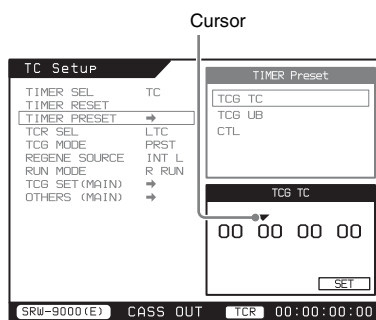 Cursor
TC Setup
TIMER SEL TC
TIMER RESET
TIMER PRESET ➡
TCR SEL LTC
TCG MODE PRST
REGENE SOURCE INT L
RUN MODE R RUN
TCG SET(MAIN) ➡
OTHERS (MAIN) ➡
TIMER Preset
TCG TC
TCG UB
CTL
TCG TC
00 00 00 00
SET
SRW-9000(E) CASS OUT TCR 00:00:00:00